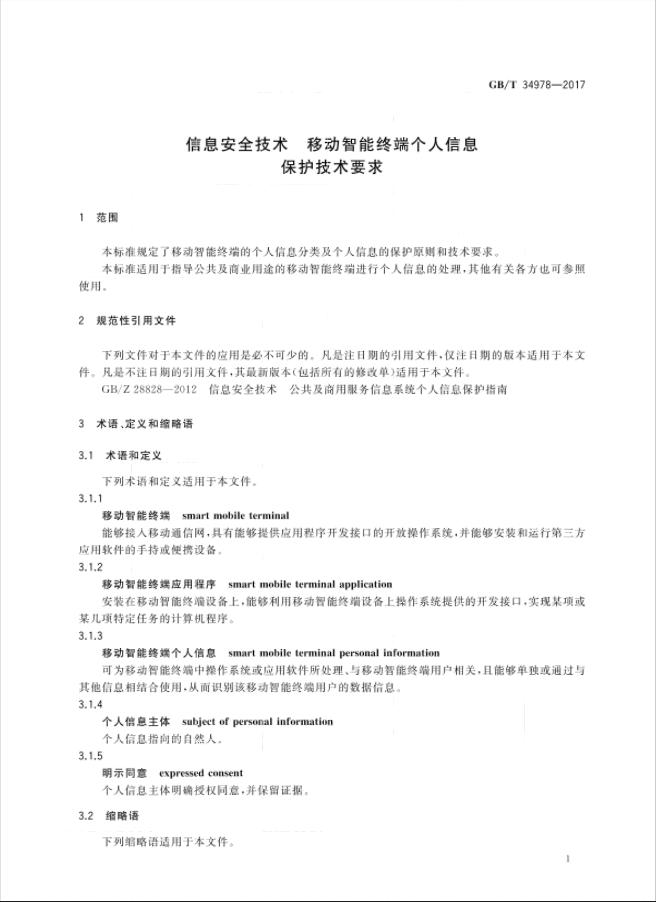 GB/T 34978—2017
信息安全技术 移动智能终端个人信息
保护技术要求
1 范围
本标准规定了移动智能终端的个人信息分类及个人信息的保护原则和技术要求。
本标准适用于指导公共及商业用途的移动智能终端进行个人信息的处理,其他有关各方也可参照
使用。
2 规范性引用文件
下列文件对于本文件的应用是必不可少的。凡是注日期的引用文件,仅注日期的版本适用于本文
件。凡是不注日期的引用文件,其最新版本(包括所有的修改单)适用于本文件。
GB/Z 28828—2012 信息安全技术 公共及商用服务信息系统个人信息保护指南
3 术语、定义和缩略语
3.1 术语和定义
下列术语和定义适用于本文件。
3.1.1
移动智能终端 smart mobile terminal
能够接入移动通信网,具有能够提供应用程序开发接口的开放操作系统,并能够安装和运行第三方
应用软件的手持或便携设备。
3.1.2
移动智能终端应用程序 smart mobile terminal application
安装在移动智能终端设备上,能够利用移动智能终端设备上操作系统提供的开发接口,实现某项或
某几项特定任务的计算机程序。
3.1.3
移动智能终端个人信息 smart mobile terminal personal information
可为移动智能终端中操作系统或应用软件所处理、与移动智能终端用户相关,且能够单独或通过与
其他信息相结合使用,从而识别该移动智能终端用户的数据信息。
3.1.4
个人信息主体 subject of personal information
个人信息指向的自然人。
3.1.5
明示同意 expressed consent
个人信息主体明确授权同意,并保留证据。
3.2 缩略语
下列缩略语适用于本文件。
1